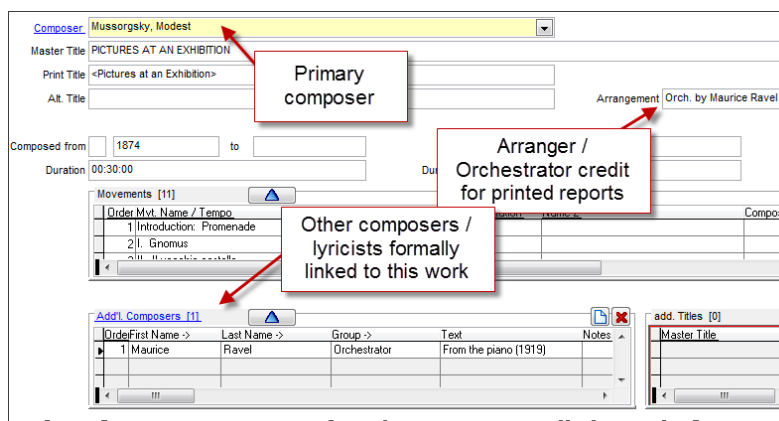 Composer Mussorgsky, Modest
Master Title PICTURES AT AN EXHIBITION
Print Title <Pictures at an Exhibition>
Alt. Title
Primary
composer
Arrangement Orch. by Maurice Ravel
Composed from 1874 to
Duration 00:30:00
Arranger /
Orchestrator credit
for printed reports
Movements [11]
Order Mvt. Name / Tempo
1 Introduction: Promenade
2 I. Gnomus
Other composers /
lyricists formally
linked to this work
Add'l. Composers [1]
Order First Name -> Last Name -> Group -> Text Notes
1 Maurice Ravel Orchestrator From the piano (1919)
add. Titles [0]
Master Title